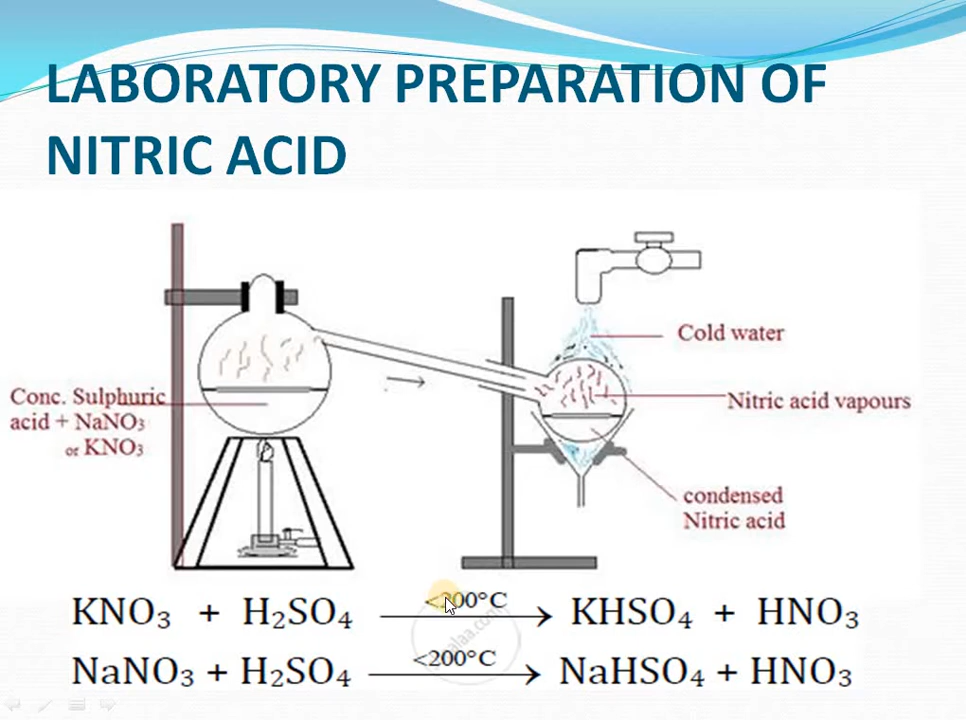 LABORATORY PREPARATION OF
NITRIC ACID
Cold water
Conc. Sulphuric
acid + NaNO₃
or KNO₃
Nitric acid vapours
condensed
Nitric acid
KNO₃ + H₂SO₄ <200°C KHSO₄ + HNO₃
NaNO₃ + H₂SO₄ <200°C NaHSO₄ + HNO₃